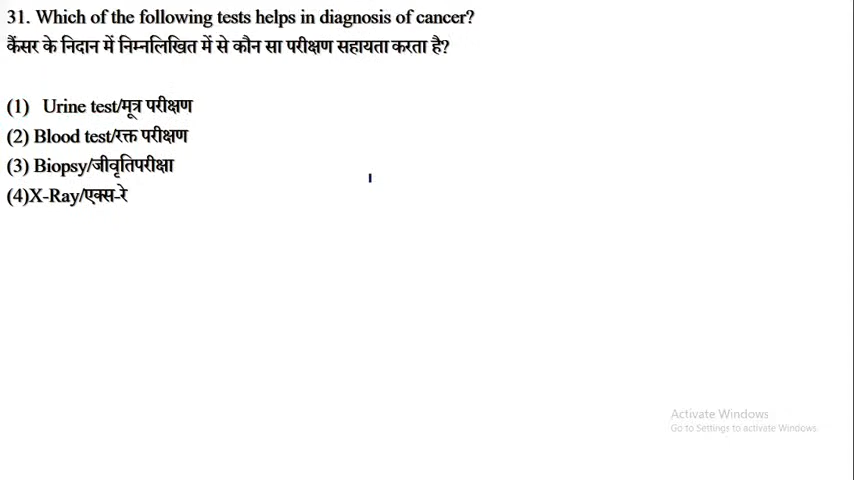 31. Which of the following tests helps in diagnosis of cancer?
कैंसर के निदान में निम्नलिखित में से कौन सा परीक्षण सहायता करता है?
(1) Urine test/मूत्र परीक्षण
(2) Blood test/रक्त परीक्षण
(3) Biopsy/जीवृतिपरीक्षा
(4)X-Ray/एक्स-रे
Activate Windows
Go to Settings to activate Windows.